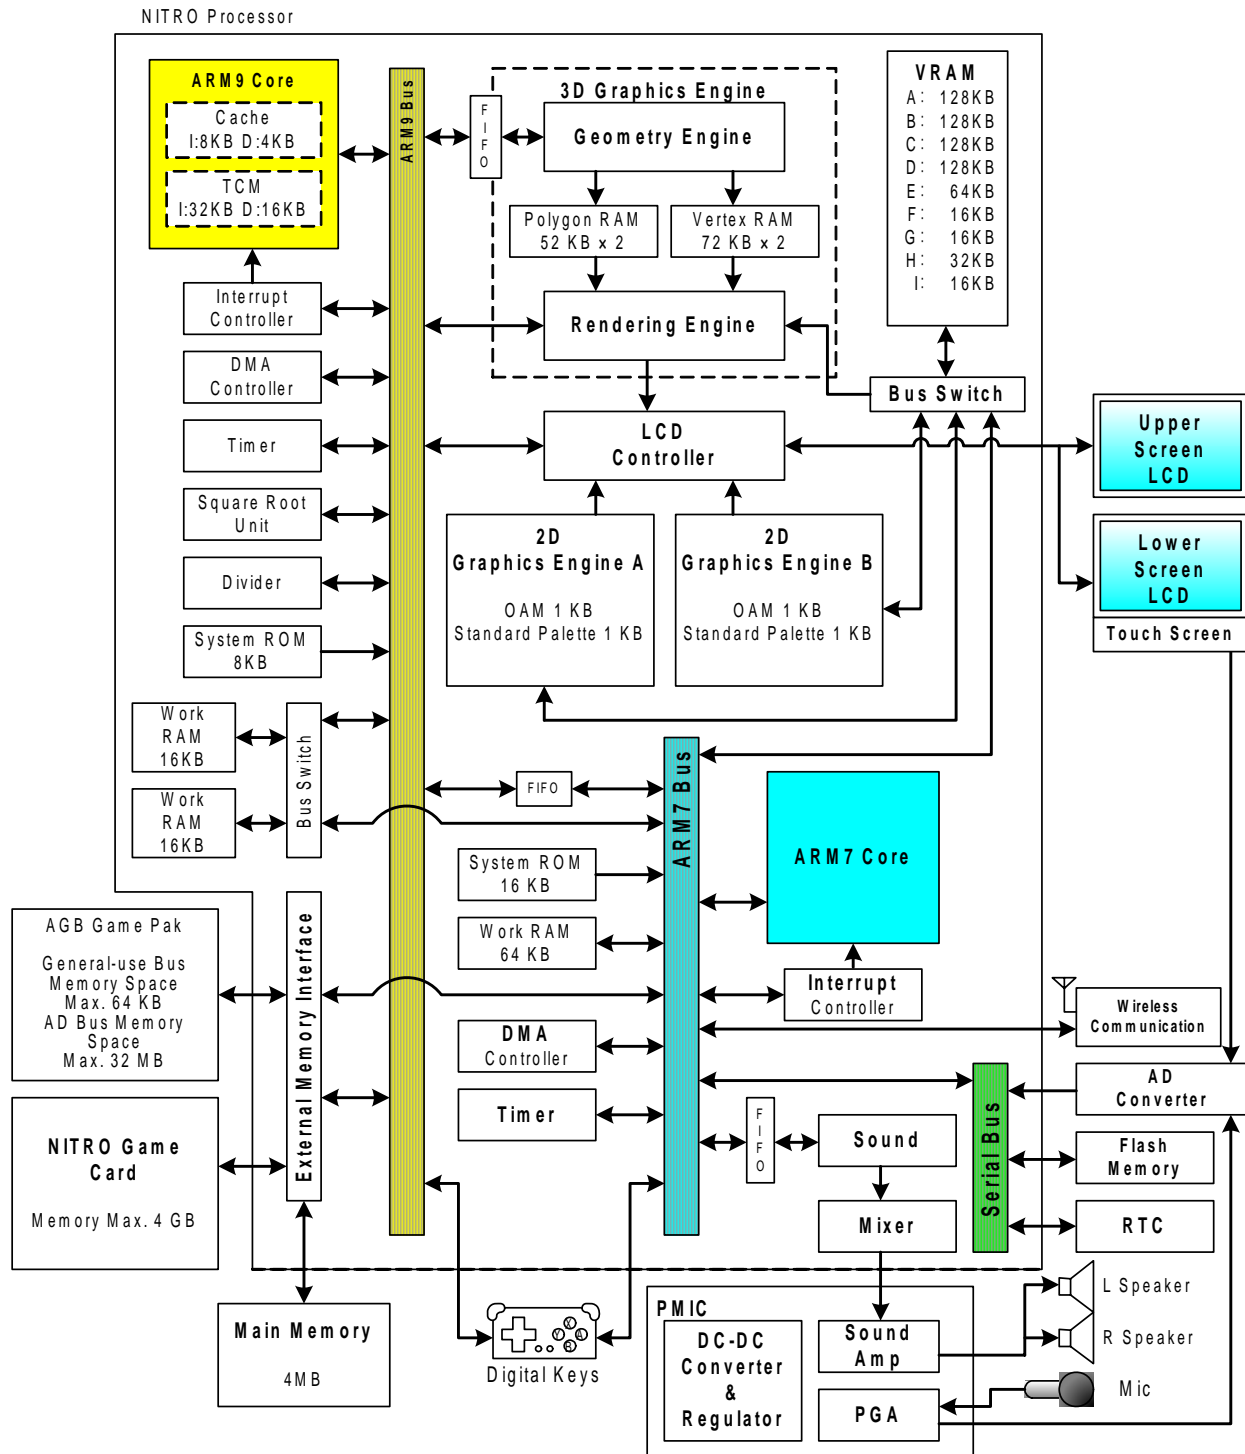 NITRO Processor
ARM9 Core
Cache
I:8KB D:4KB
TCM
I:32KB D:16KB
Interrupt
Controller
DMA
Controller
Timer
Square Root
Unit
Divider
System ROM
8KB
Work
RAM
16KB
Work
RAM
16KB
Bus Switch
ARM9 Bus
FIFO
3D Graphics Engine
Geometry Engine
Polygon RAM
52 KB × 2
Vertex RAM
72 KB × 2
Rendering Engine
VRAM
A: 128KB
B: 128KB
C: 128KB
D: 128KB
E: 64KB
F: 16KB
G: 16KB
H: 32KB
I: 16KB
Bus Switch
LCD
Controller
Upper
Screen
LCD
Lower
Screen
LCD
Touch Screen
2D
Graphics Engine A
OAM 1 KB
Standard Palette 1 KB
2D
Graphics Engine B
OAM 1 KB
Standard Palette 1 KB
FIFO
ARM7 Bus
ARM7 Core
System ROM
16 KB
Work RAM
64 KB
Interrupt
Controller
DMA
Controller
Timer
AGB Game Pak
General-use Bus
Memory Space
Max. 64 KB
AD Bus Memory
Space
Max. 32 MB
External Memory Interface
NITRO Game
Card
Memory Max. 4 GB
Main Memory
4MB
Wireless
Communication
AD
Converter
Serial Bus
Flash
Memory
RTC
FIFO
Sound
Mixer
X
Y
A
B
Digital Keys
PMIC
DC-DC
Converter
&
Regulator
Sound
Amp
PGA
L Speaker
R Speaker
Mic